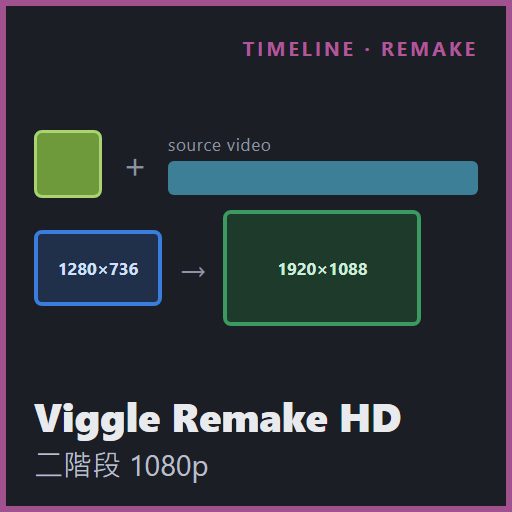 TIMELINE · REMAKE
source video
+
1280×736 → 1920×1088
Viggle Remake HD
二階段 1080p